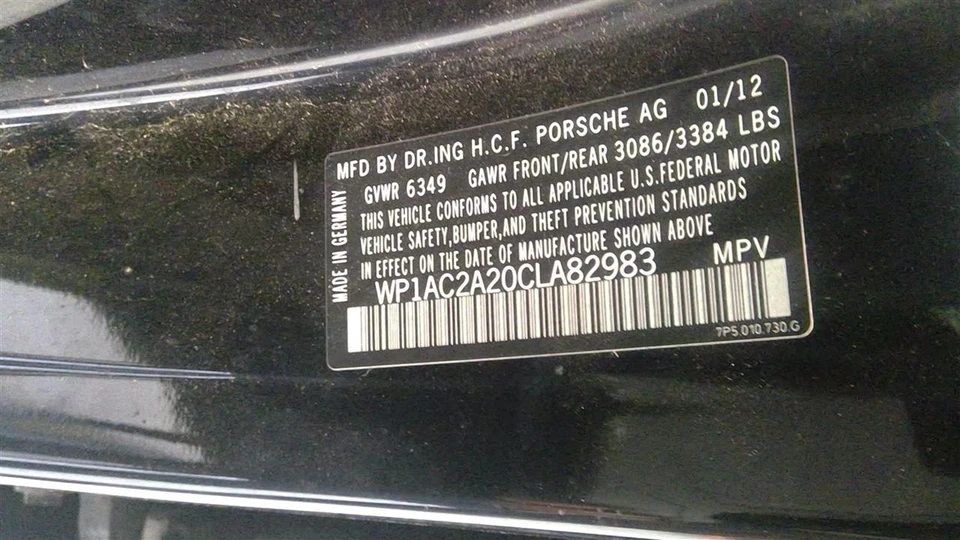 MFD BY DR.ING H.C.F. PORSCHE AG 01/12
GVWR 6349 GAWR FRONT/REAR 3086/3384 LBS
THIS VEHICLE CONFORMS TO ALL APPLICABLE U.S.FEDERAL MOTOR
VEHICLE SAFETY,BUMPER,AND THEFT PREVENTION STANDARDS
IN EFFECT ON THE DATE OF MANUFACTURE SHOWN ABOVE
WP1AC2A20CLA82983 MPV
7P5.010.730.G
MADE IN GERMANY